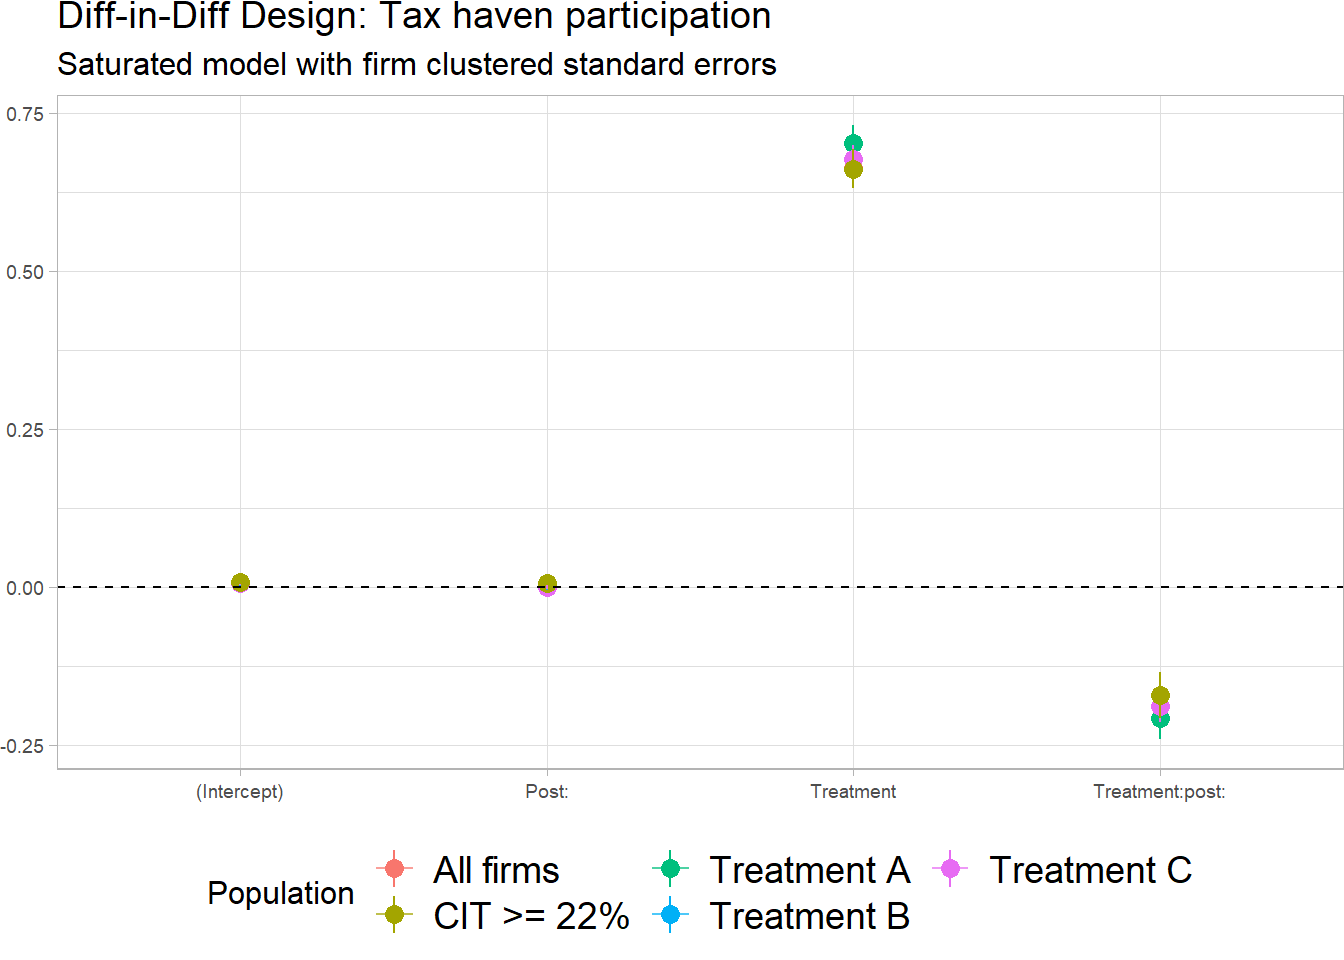 Diff-in-Diff Design: Tax haven participation
Saturated model with firm clustered standard errors
0.75
0.50
0.25
0.00
-0.25
(Intercept) Post: Treatment Treatment:post:
Population
All firms Treatment A Treatment C
CIT >= 22% Treatment B